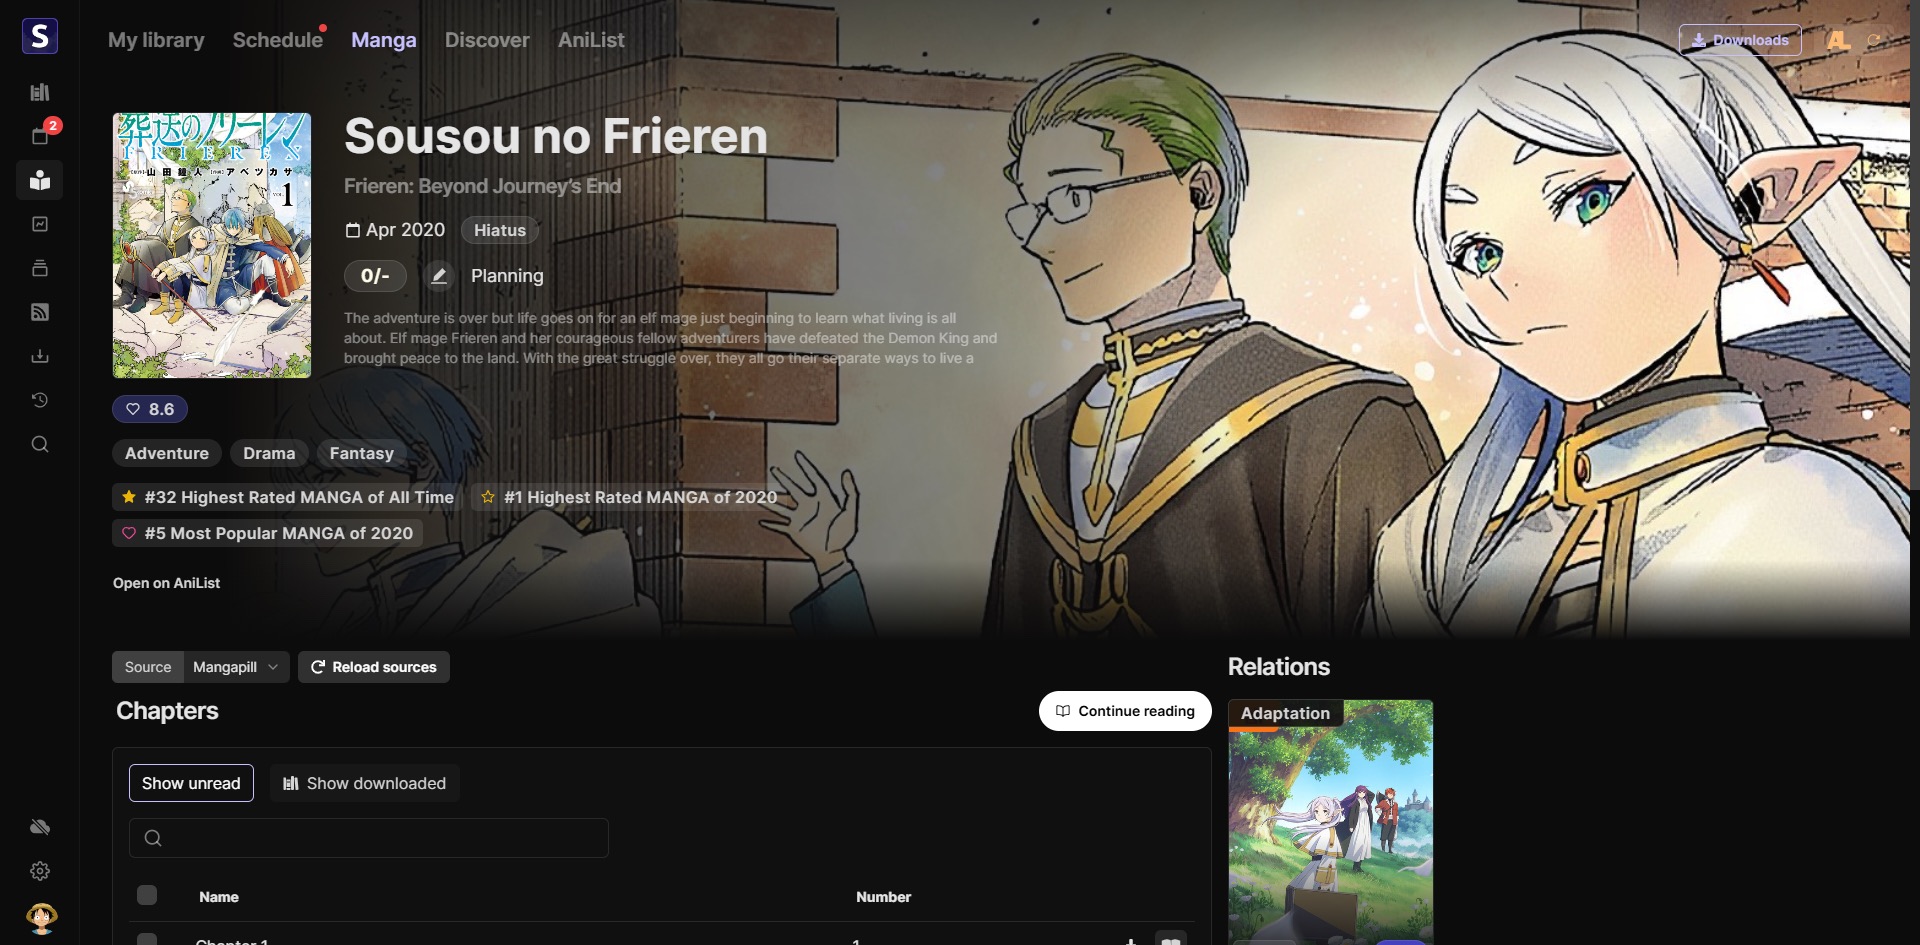 S
My library
Schedule
Manga
Discover
AniList
Downloads
AL
2
葬送のフリーレン
FRIEREN
山田鐘人
アベツカサ
VOL.1
Sousou no Frieren
Frieren: Beyond Journey's End
Apr 2020
Hiatus
0/-
Planning
The adventure is over but life goes on for an elf mage just beginning to learn what living is all
about. Elf mage Frieren and her courageous fellow adventurers have defeated the Demon King and
brought peace to the land. With the great struggle over, they all go their separate ways to live a
8.6
Adventure
Drama
Fantasy
#32 Highest Rated MANGA of All Time
#1 Highest Rated MANGA of 2020
#5 Most Popular MANGA of 2020
Open on AniList
Source
Mangapill
Reload sources
Chapters
Continue reading
Show unread
Show downloaded
Name
Number
Chapter 1
1
Relations
Adaptation